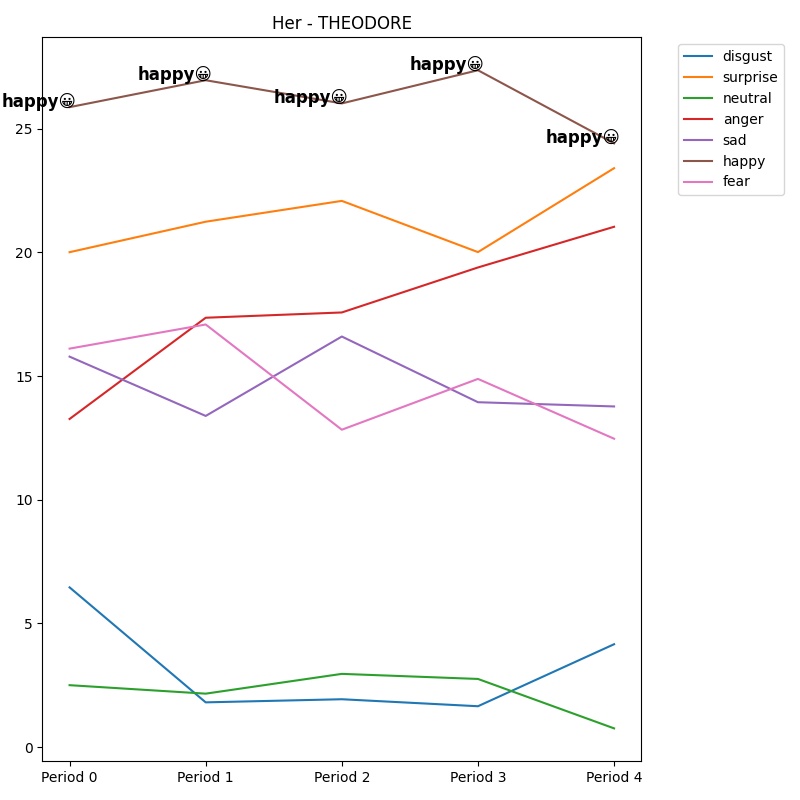 Her - THEODORE
happy😀
happy😀
happy😀
happy😀
happy😀
25
20
15
10
5
0
Period 0
Period 1
Period 2
Period 3
Period 4
disgust
surprise
neutral
anger
sad
happy
fear